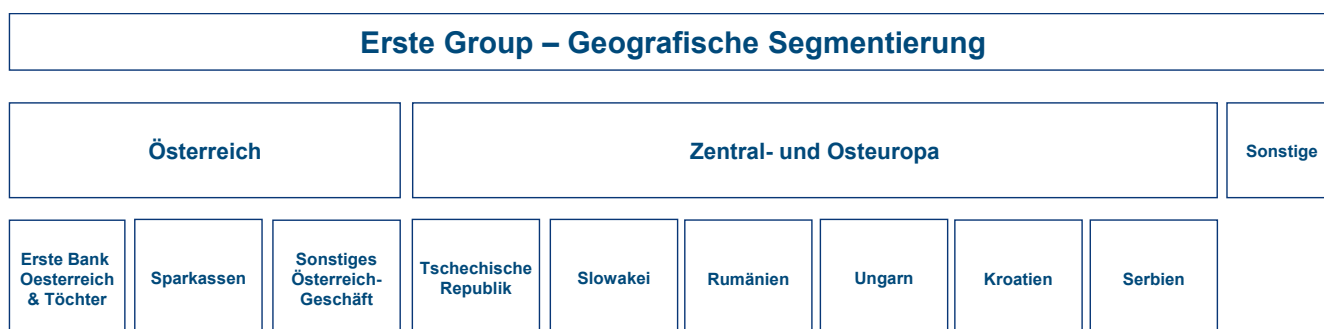 Erste Group – Geografische Segmentierung
Österreich
Zentral- und Osteuropa
Sonstige
Erste Bank
Oesterreich
& Töchter
Sparkassen
Sonstiges
Österreich-
Geschäft
Tschechische
Republik
Slowakei
Rumänien
Ungarn
Kroatien
Serbien